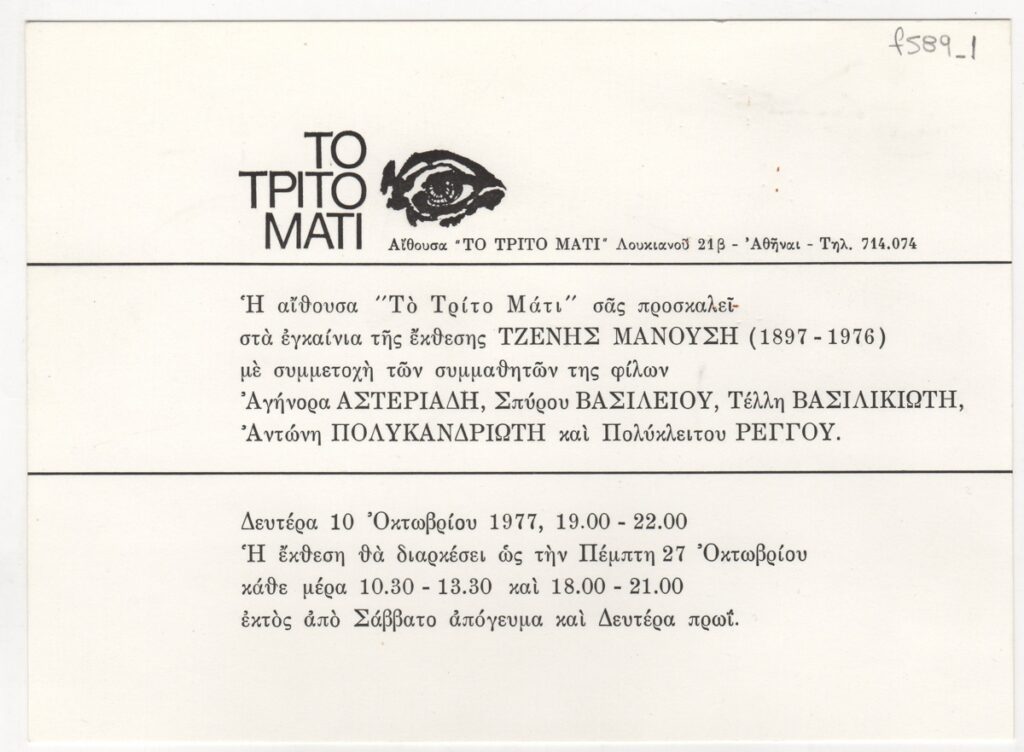 f589_1
ΤΟ
ΤΡΙΤΟ
ΜΑΤΙ
Αἴθουσα "ΤΟ ΤΡΙΤΟ ΜΑΤΙ" Λουκιανοῦ 21β - Ἀθῆναι - Τηλ. 714.074
Ἡ αἴθουσα "Τὸ Τρίτο Μάτι" σᾶς προσκαλεῖ
στὰ ἐγκαίνια τῆς ἔκθεσης ΤΖΕΝΗΣ ΜΑΝΟΥΣΗ (1897 - 1976)
μὲ συμμετοχὴ τῶν συμμαθητῶν της φίλων
Ἀγήνορα ΑΣΤΕΡΙΑΔΗ, Σπύρου ΒΑΣΙΛΕΙΟΥ, Τέλλη ΒΑΣΙΛΙΚΙΩΤΗ,
Ἀντώνη ΠΟΛΥΚΑΝΔΡΙΩΤΗ καὶ Πολύκλειτου ΡΕΓΓΟΥ.
Δευτέρα 10 Ὀκτωβρίου 1977, 19.00 - 22.00
Ἡ ἔκθεση θὰ διαρκέσει ὡς τὴν Πέμπτη 27 Ὀκτωβρίου
κάθε μέρα 10.30 - 13.30 καὶ 18.00 - 21.00
ἐκτὸς ἀπὸ Σάββατο ἀπόγευμα καὶ Δευτέρα πρωΐ.